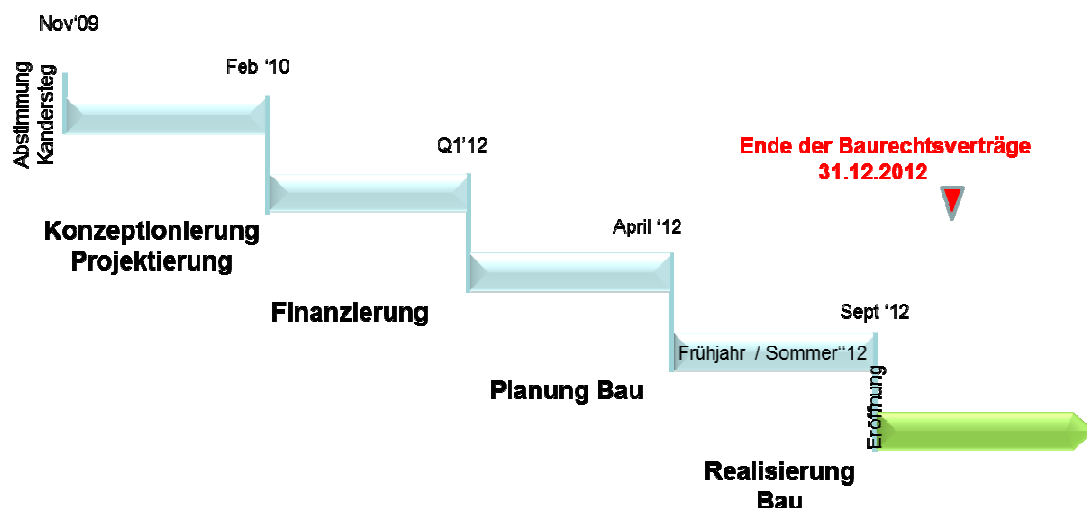 Nov'09
Abstimmung
Kandersteg
Feb '10
Konzeptionierung
Projektierung
Q1'12
Finanzierung
April '12
Planung Bau
Ende der Baurechtsverträge
31.12.2012
Sept '12
Frühjahr / Sommer"12
Eröffnung
Realisierung
Bau